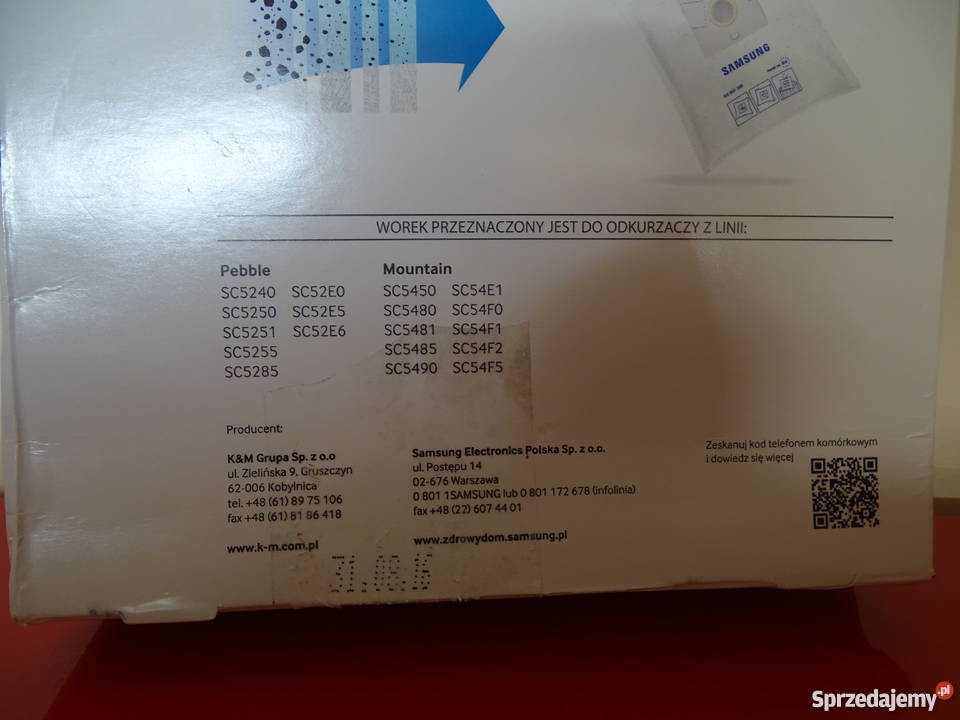 SAMSUNG
WOREK PRZEZNACZONY JEST DO ODKURZACZY Z LINII:
Pebble
SC5240 SC52E0
SC5250 SC52E5
SC5251 SC52E6
SC5255
SC5285
Mountain
SC5450 SC54E1
SC5480 SC54F0
SC5481 SC54F1
SC5485 SC54F2
SC5490 SC54F5
Producent:
K&M Grupa Sp. z o.o
ul. Zielińska 9, Gruszczyn
62-006 Kobylnica
tel. +48 (61) 89 75 106
fax +48 (61) 81 86 418
www.k-m.com.pl
Samsung Electronics Polska Sp. z o.o.
ul. Postępu 14
02-676 Warszawa
0 801 1SAMSUNG lub 0 801 172 678 (infolinia)
fax +48 (22) 607 44 01
www.zdrowydom.samsung.pl
Zeskanuj kod telefonem komórkowym
i dowiedz się więcej
31.08.16
Sprzedajemy.pl